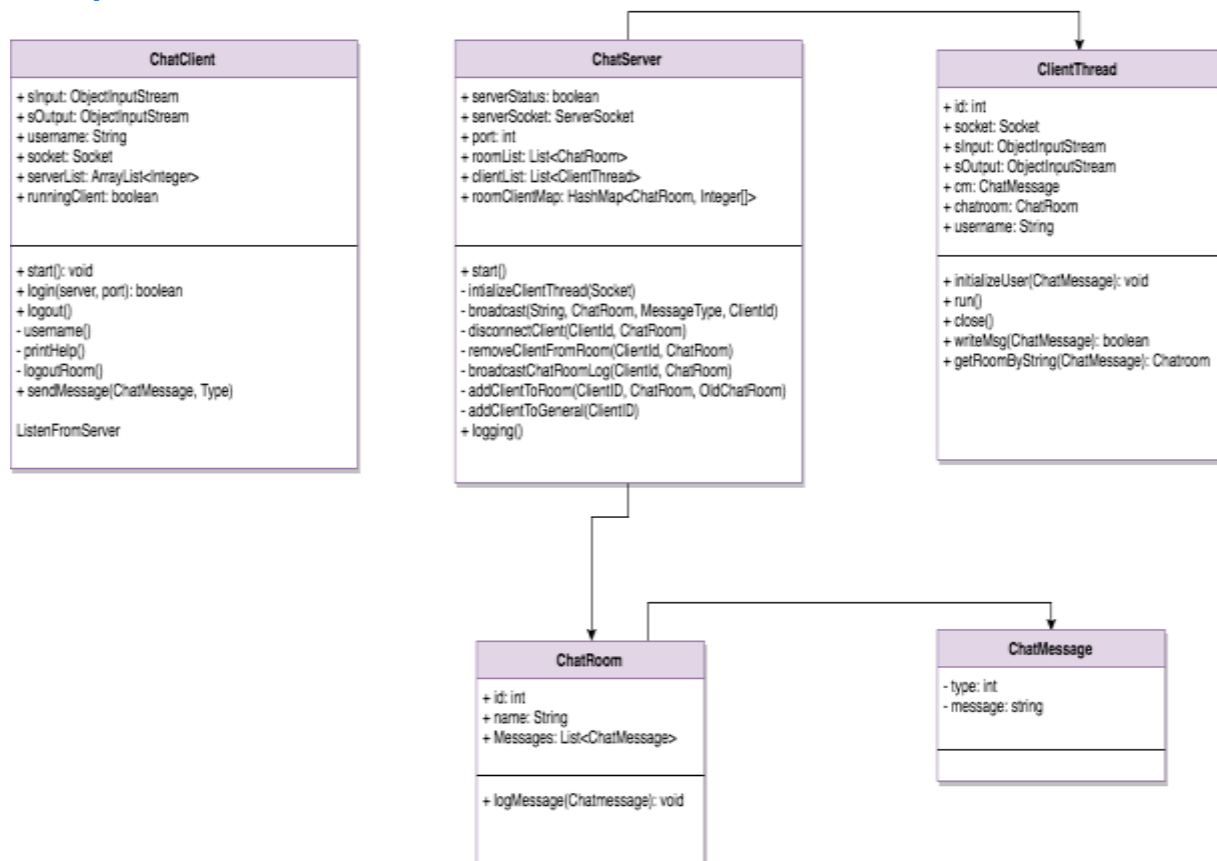 ChatClient
+ sInput: ObjectInputStream
+ sOutput: ObjectInputStream
+ username: String
+ socket: Socket
+ serverList: ArrayList<Integer>
+ runningClient: boolean
+ start(): void
+ login(server, port): boolean
+ logout()
- username()
- printHelp()
- logoutRoom()
+ sendMessage(ChatMessage, Type)
ListenFromServer
ChatServer
+ serverStatus: boolean
+ serverSocket: ServerSocket
+ port: int
+ roomList: List<ChatRoom>
+ clientList: List<ClientThread>
+ roomClientMap: HashMap<ChatRoom, Integer[]>
+ start()
- intializeClientThread(Socket)
- broadcast(String, ChatRoom, MessageType, ClientId)
- disconnectClient(ClientId, ChatRoom)
- removeClientFromRoom(ClientId, ChatRoom)
- broadcastChatRoomLog(ClientId, ChatRoom)
- addClientToRoom(ClientID, ChatRoom, OldChatRoom)
- addClientToGeneral(ClientID)
+ logging()
ClientThread
+ id: int
+ socket: Socket
+ sInput: ObjectInputStream
+ sOutput: ObjectInputStream
+ cm: ChatMessage
+ chatroom: ChatRoom
+ username: String
+ initializeUser(ChatMessage): void
+ run()
+ close()
+ writeMsg(ChatMessage): boolean
+ getRoomByString(ChatMessage): Chatroom
ChatRoom
+ id: int
+ name: String
+ Messages: List<ChatMessage>
+ logMessage(Chatmessage): void
ChatMessage
- type: int
- message: string